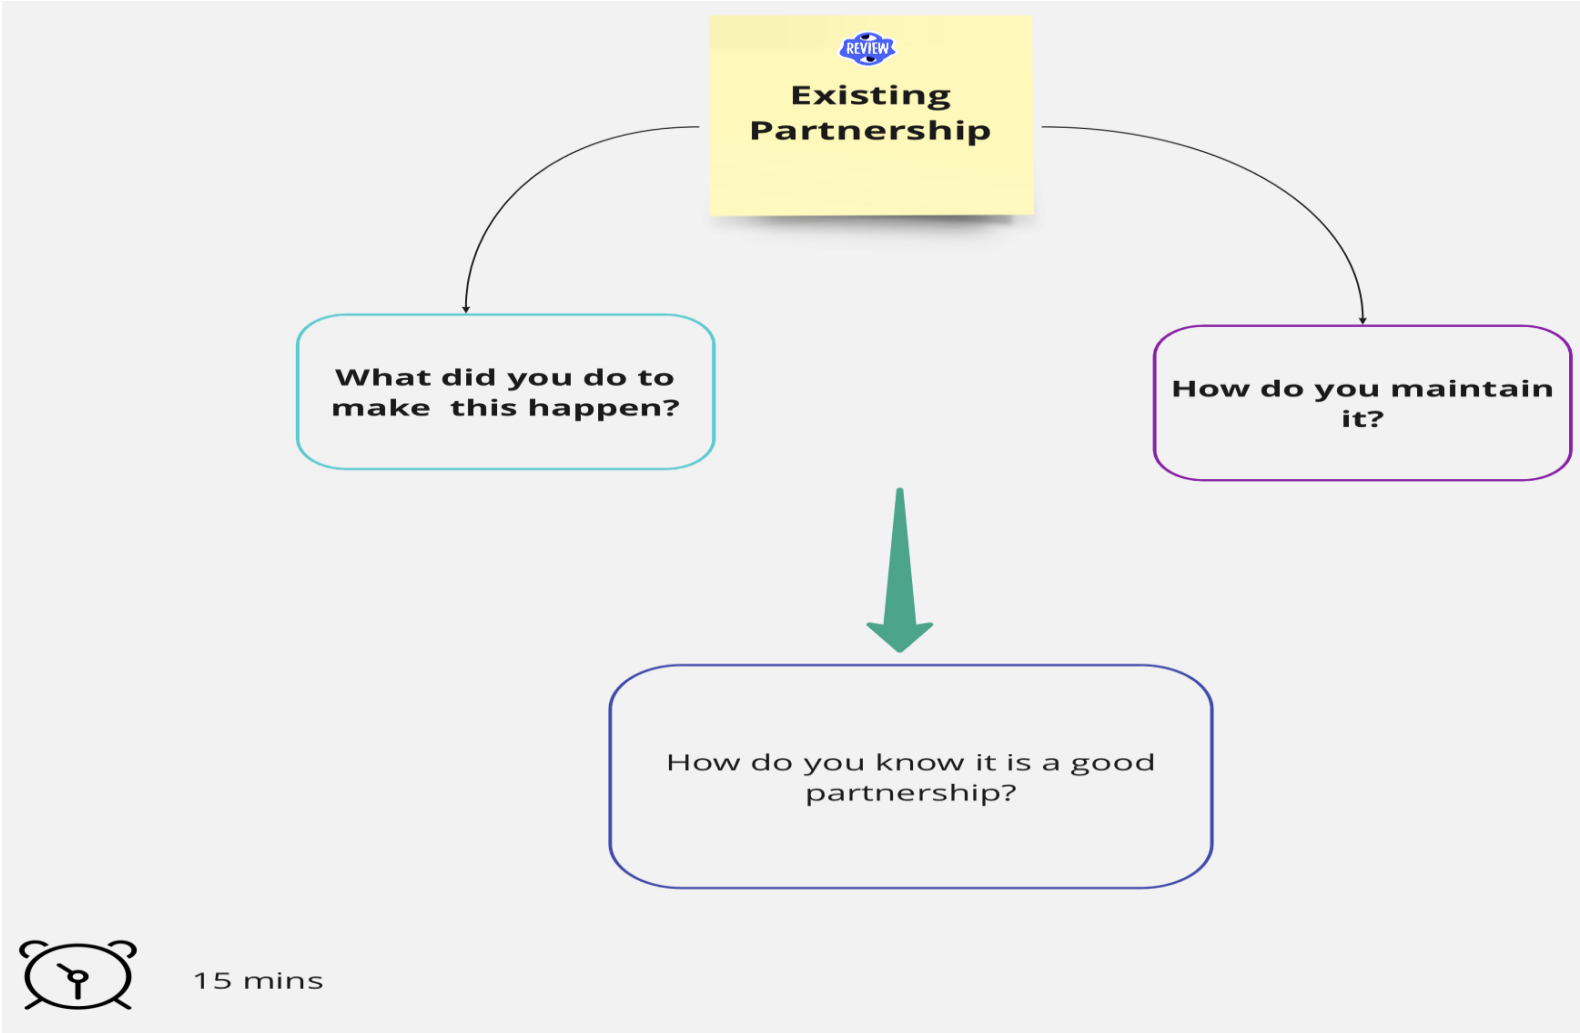 REVIEW
Existing
Partnership
What did you do to
make  this happen?
How do you maintain
it?
How do you know it is a good
partnership?
15 mins